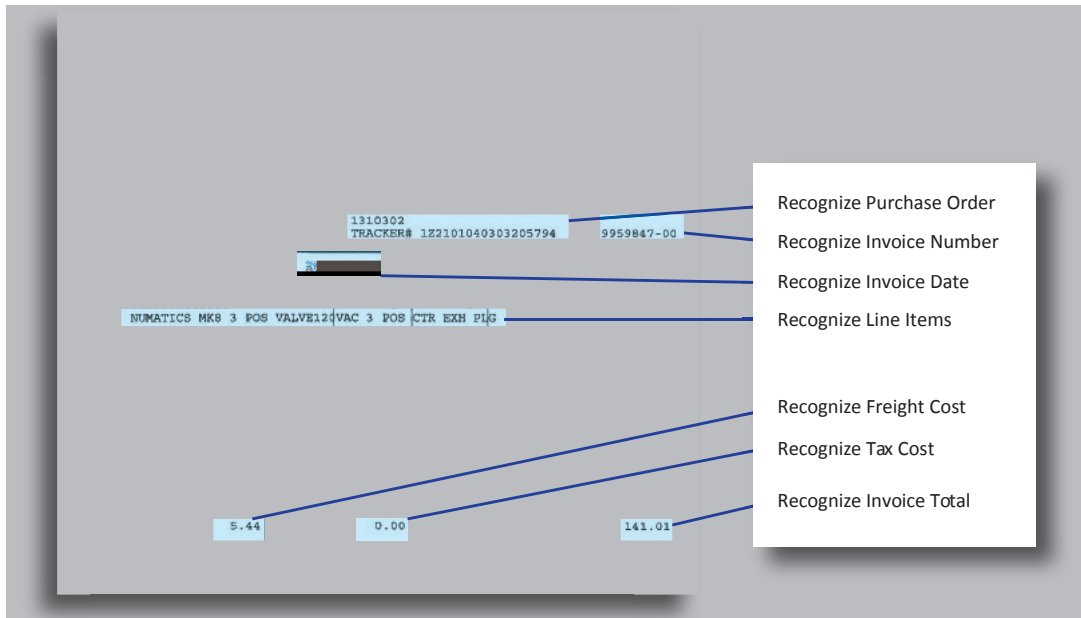 Recognize Purchase Order
1310302
TRACKER# 1Z2101040303205794 9959847-00
Recognize Invoice Number
Recognize Invoice Date
NUMATICS MK8 3 POS VALVE120VAC 3 POS CTR EXH PLG
Recognize Line Items
Recognize Freight Cost
Recognize Tax Cost
Recognize Invoice Total
5.44 0.00 141.01